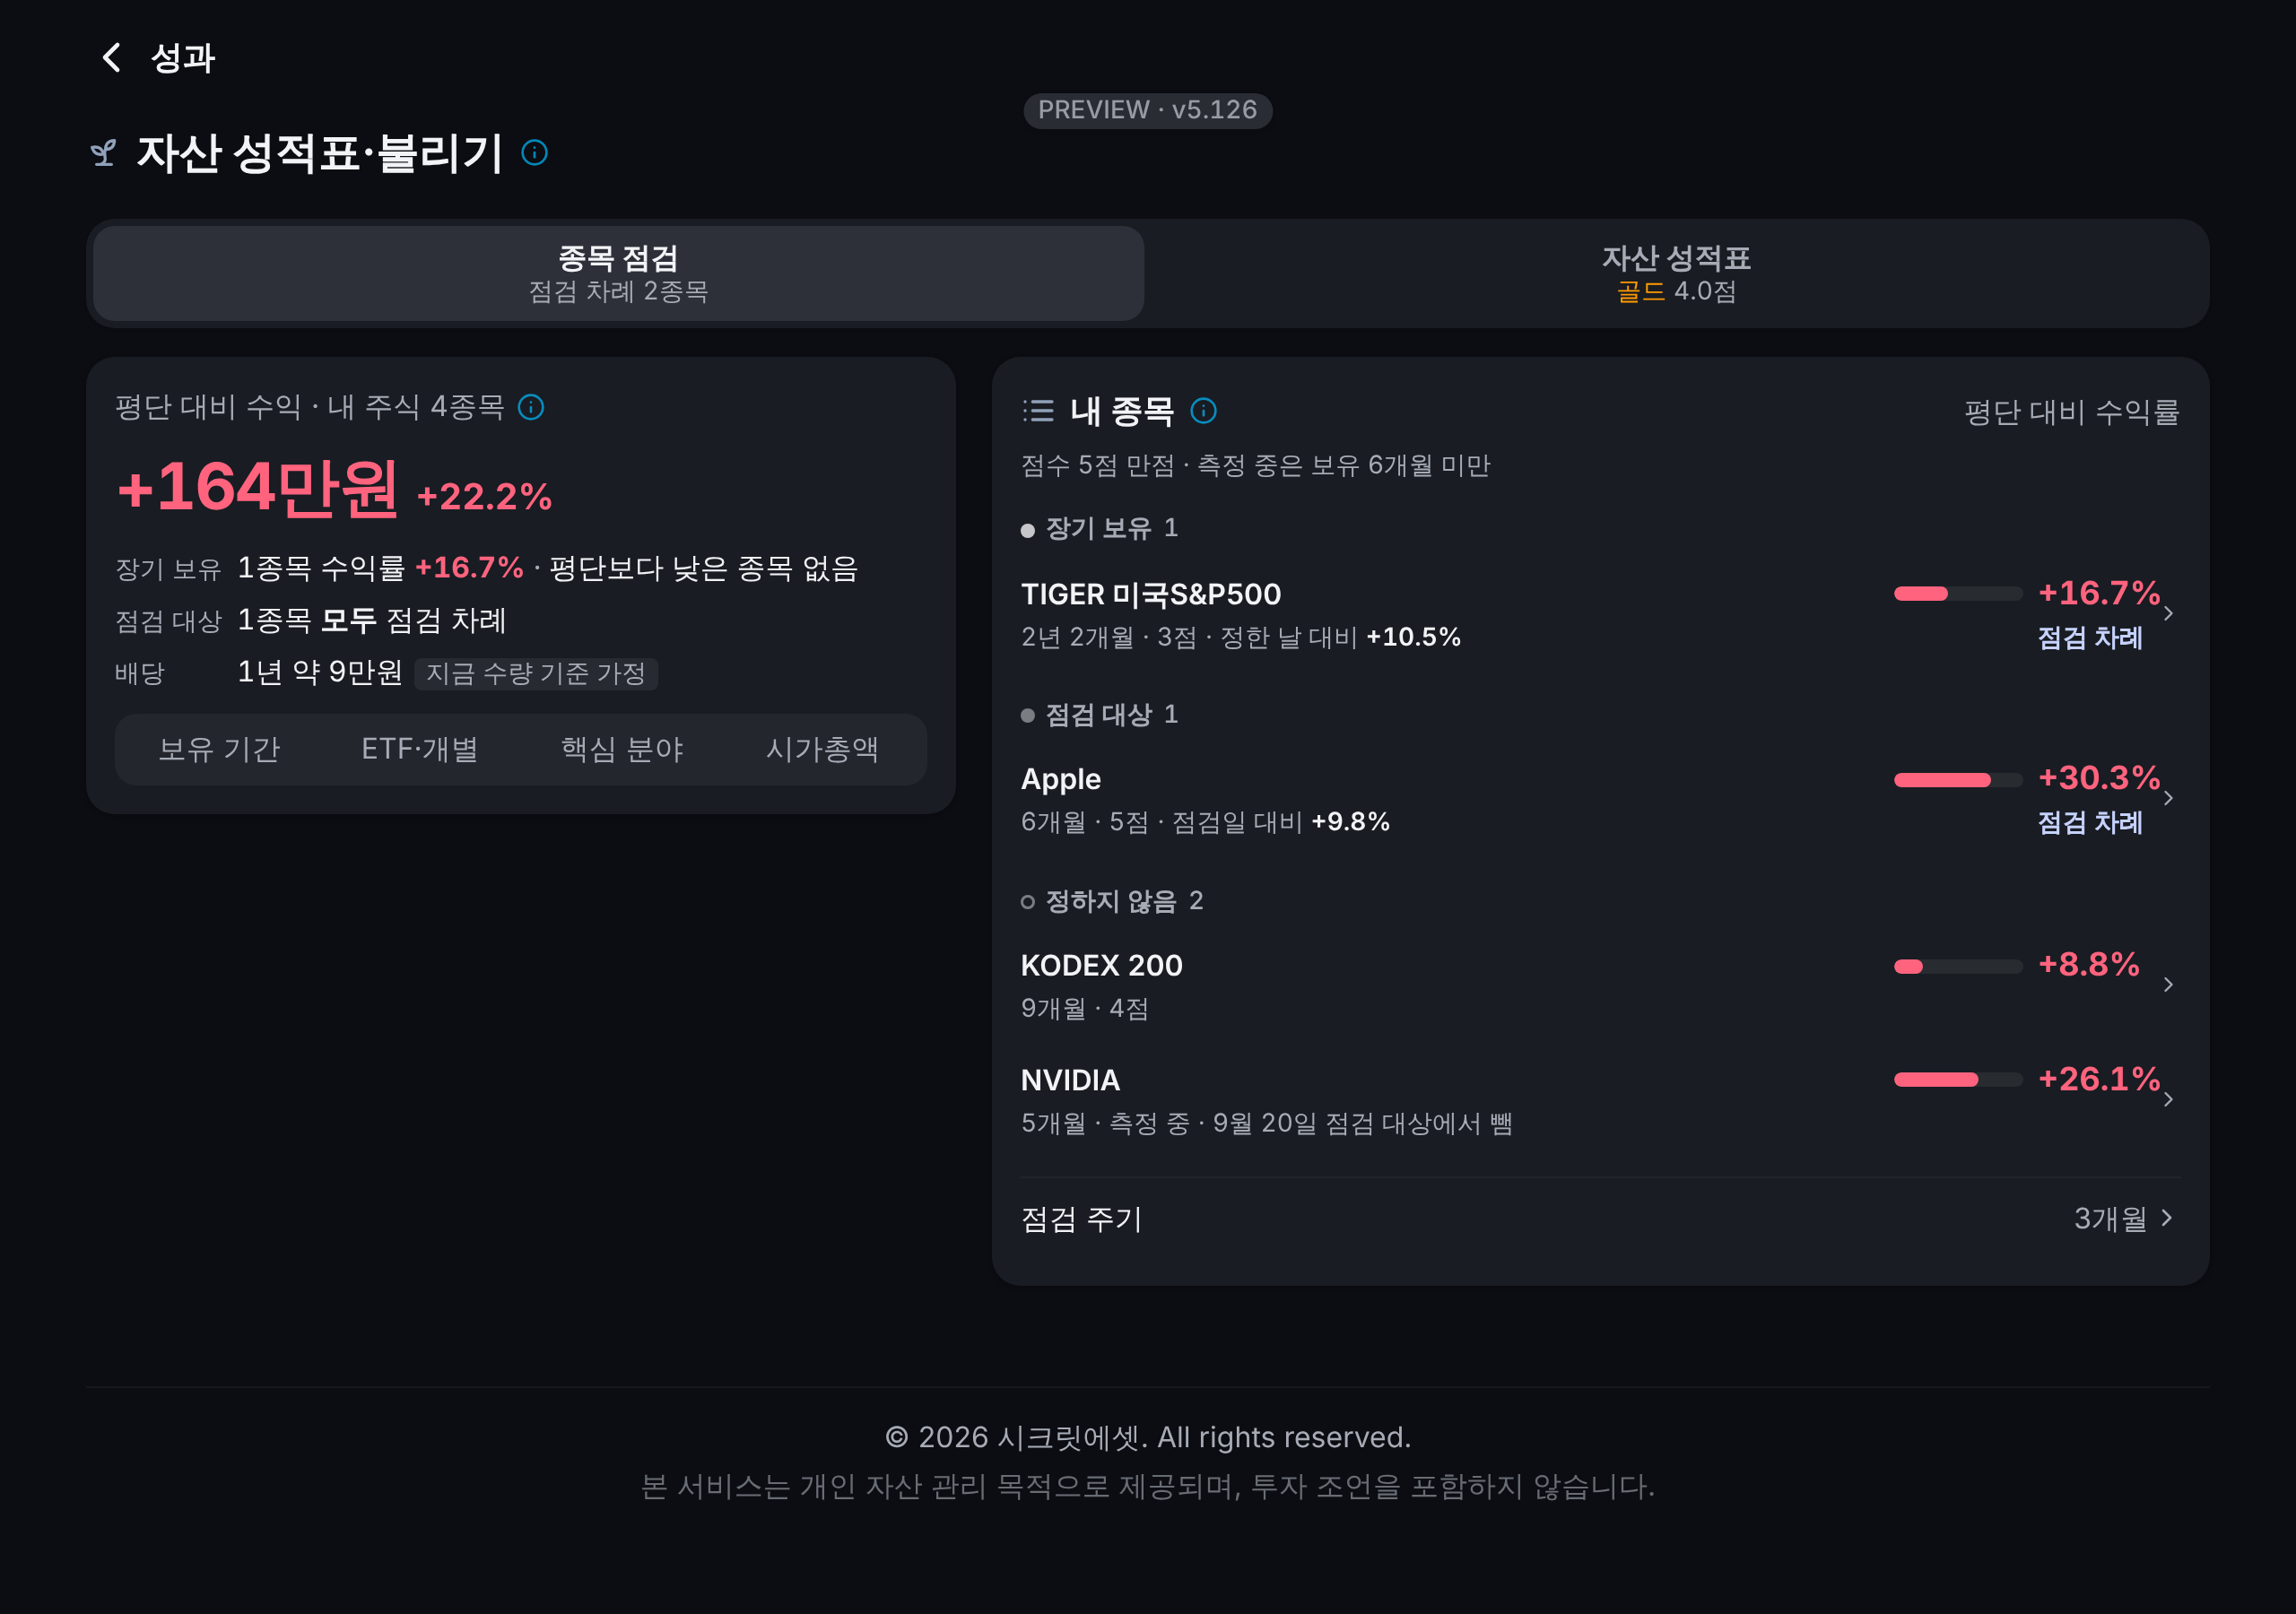 성과
PREVIEW · v5.126
자산 성적표·불리기
종목 점검
점검 차례 2종목
자산 성적표
골드 4.0점
평단 대비 수익 · 내 주식 4종목
+164만원 +22.2%
장기 보유 1종목 수익률 +16.7% · 평단보다 낮은 종목 없음
점검 대상 1종목 모두 점검 차례
배당 1년 약 9만원 지금 수량 기준 가정
보유 기간 ETF·개별 핵심 분야 시가총액
내 종목 평단 대비 수익률
점수 5점 만점 · 측정 중은 보유 6개월 미만
장기 보유 1
TIGER 미국S&P500 +16.7%
2년 2개월 · 3점 · 정한 날 대비 +10.5% 점검 차례
점검 대상 1
Apple +30.3%
6개월 · 5점 · 점검일 대비 +9.8% 점검 차례
정하지 않음 2
KODEX 200 +8.8%
9개월 · 4점
NVIDIA +26.1%
5개월 · 측정 중 · 9월 20일 점검 대상에서 뺌
점검 주기 3개월
© 2026 시크릿에셋. All rights reserved.
본 서비스는 개인 자산 관리 목적으로 제공되며, 투자 조언을 포함하지 않습니다.